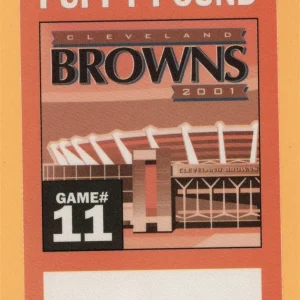 PUPPY POUND
CLEVELAND
BROWNS
2001
CLEVELAND BROWNS
GAME#
11